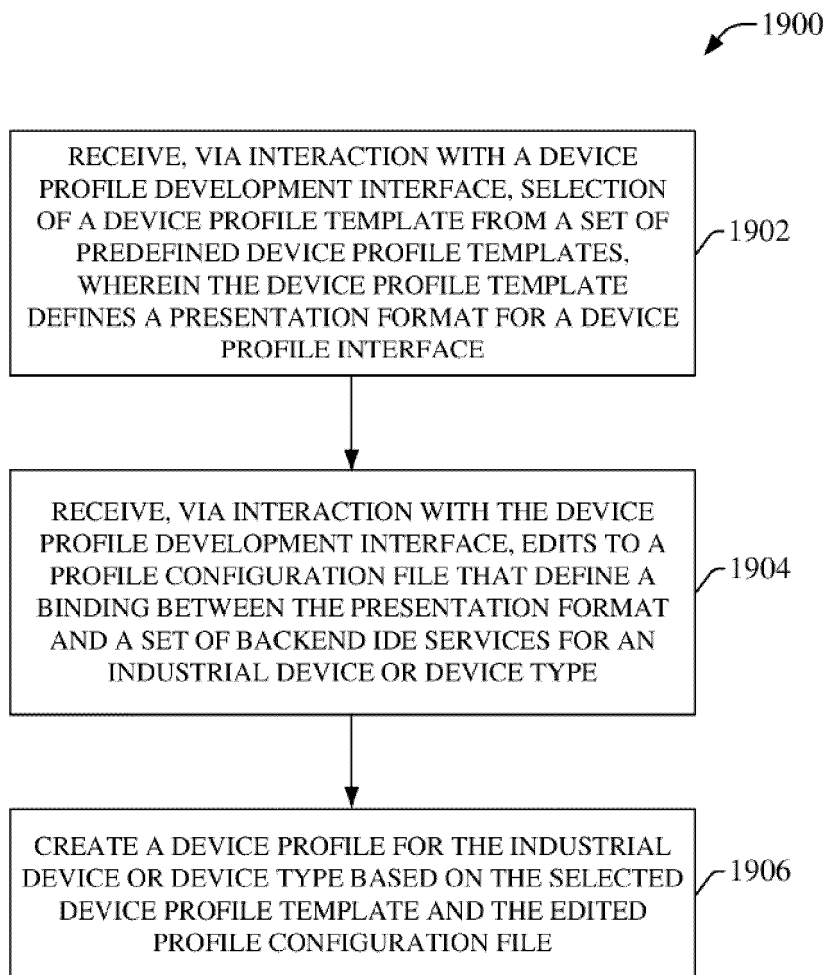 1900
RECEIVE, VIA INTERACTION WITH A DEVICE
PROFILE DEVELOPMENT INTERFACE, SELECTION
OF A DEVICE PROFILE TEMPLATE FROM A SET OF
PREDEFINED DEVICE PROFILE TEMPLATES,
WHEREIN THE DEVICE PROFILE TEMPLATE
DEFINES A PRESENTATION FORMAT FOR A DEVICE
PROFILE INTERFACE
1902
RECEIVE, VIA INTERACTION WITH THE DEVICE
PROFILE DEVELOPMENT INTERFACE, EDITS TO A
PROFILE CONFIGURATION FILE THAT DEFINE A
BINDING BETWEEN THE PRESENTATION FORMAT
AND A SET OF BACKEND IDE SERVICES FOR AN
INDUSTRIAL DEVICE OR DEVICE TYPE
1904
CREATE A DEVICE PROFILE FOR THE INDUSTRIAL
DEVICE OR DEVICE TYPE BASED ON THE SELECTED
DEVICE PROFILE TEMPLATE AND THE EDITED
PROFILE CONFIGURATION FILE
1906